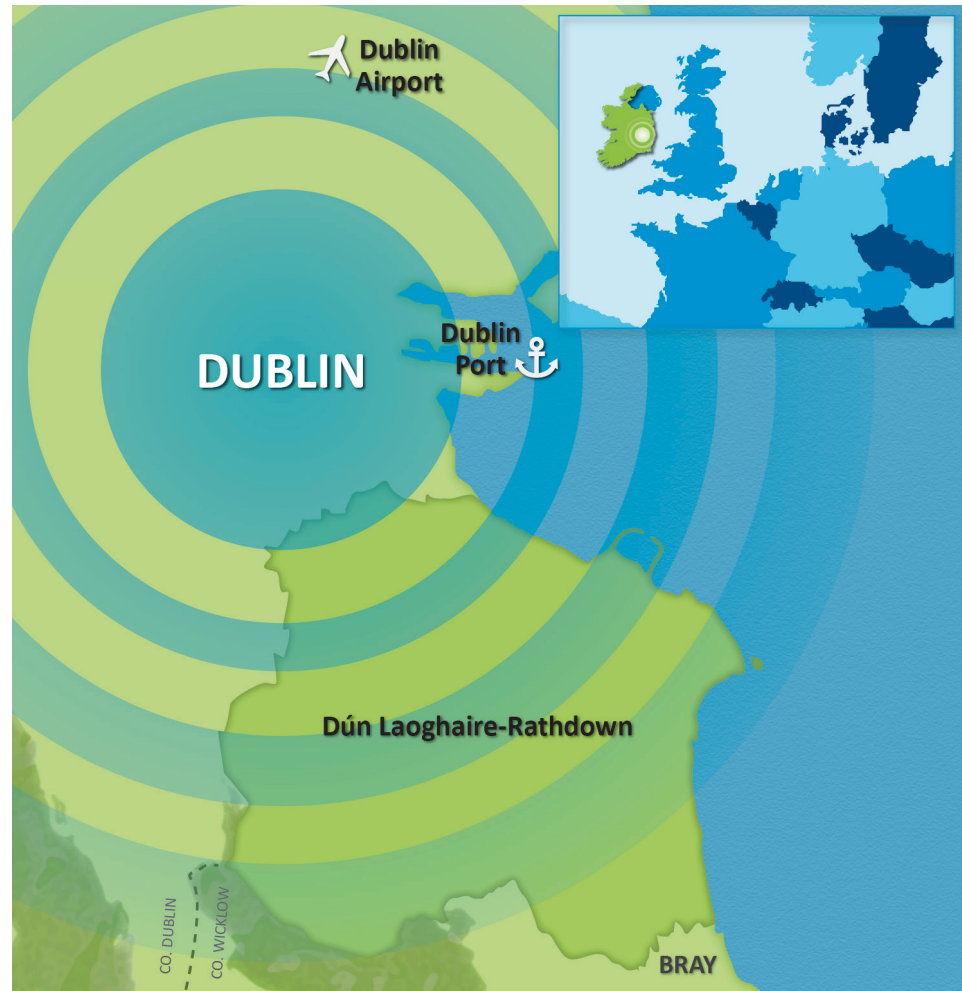 Dublin
Airport
Dublin
Port
DUBLIN
Dún Laoghaire-Rathdown
CO. DUBLIN
CO. WICKLOW
BRAY